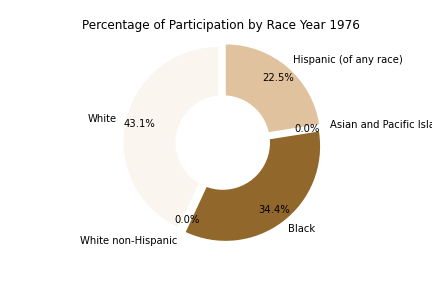 Percentage of Participation by Race Year 1976
Hispanic (of any race)
22.5%
White
43.1%
0.0%
Asian and Pacific Isla
34.4%
0.0%
Black
White non-Hispanic